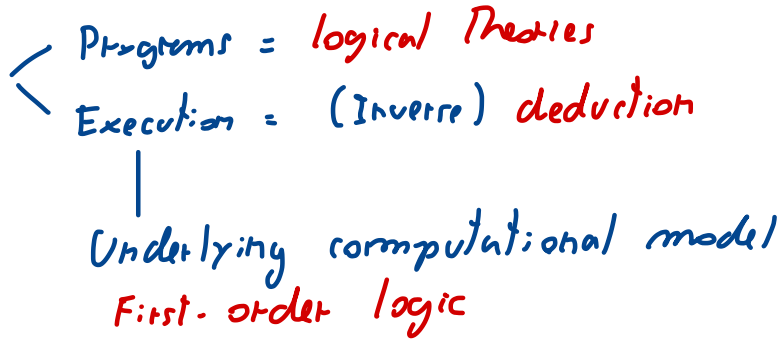 Programs = logical Theories
Execution = (Inverse) deduction
Underlying computational model
First-order logic